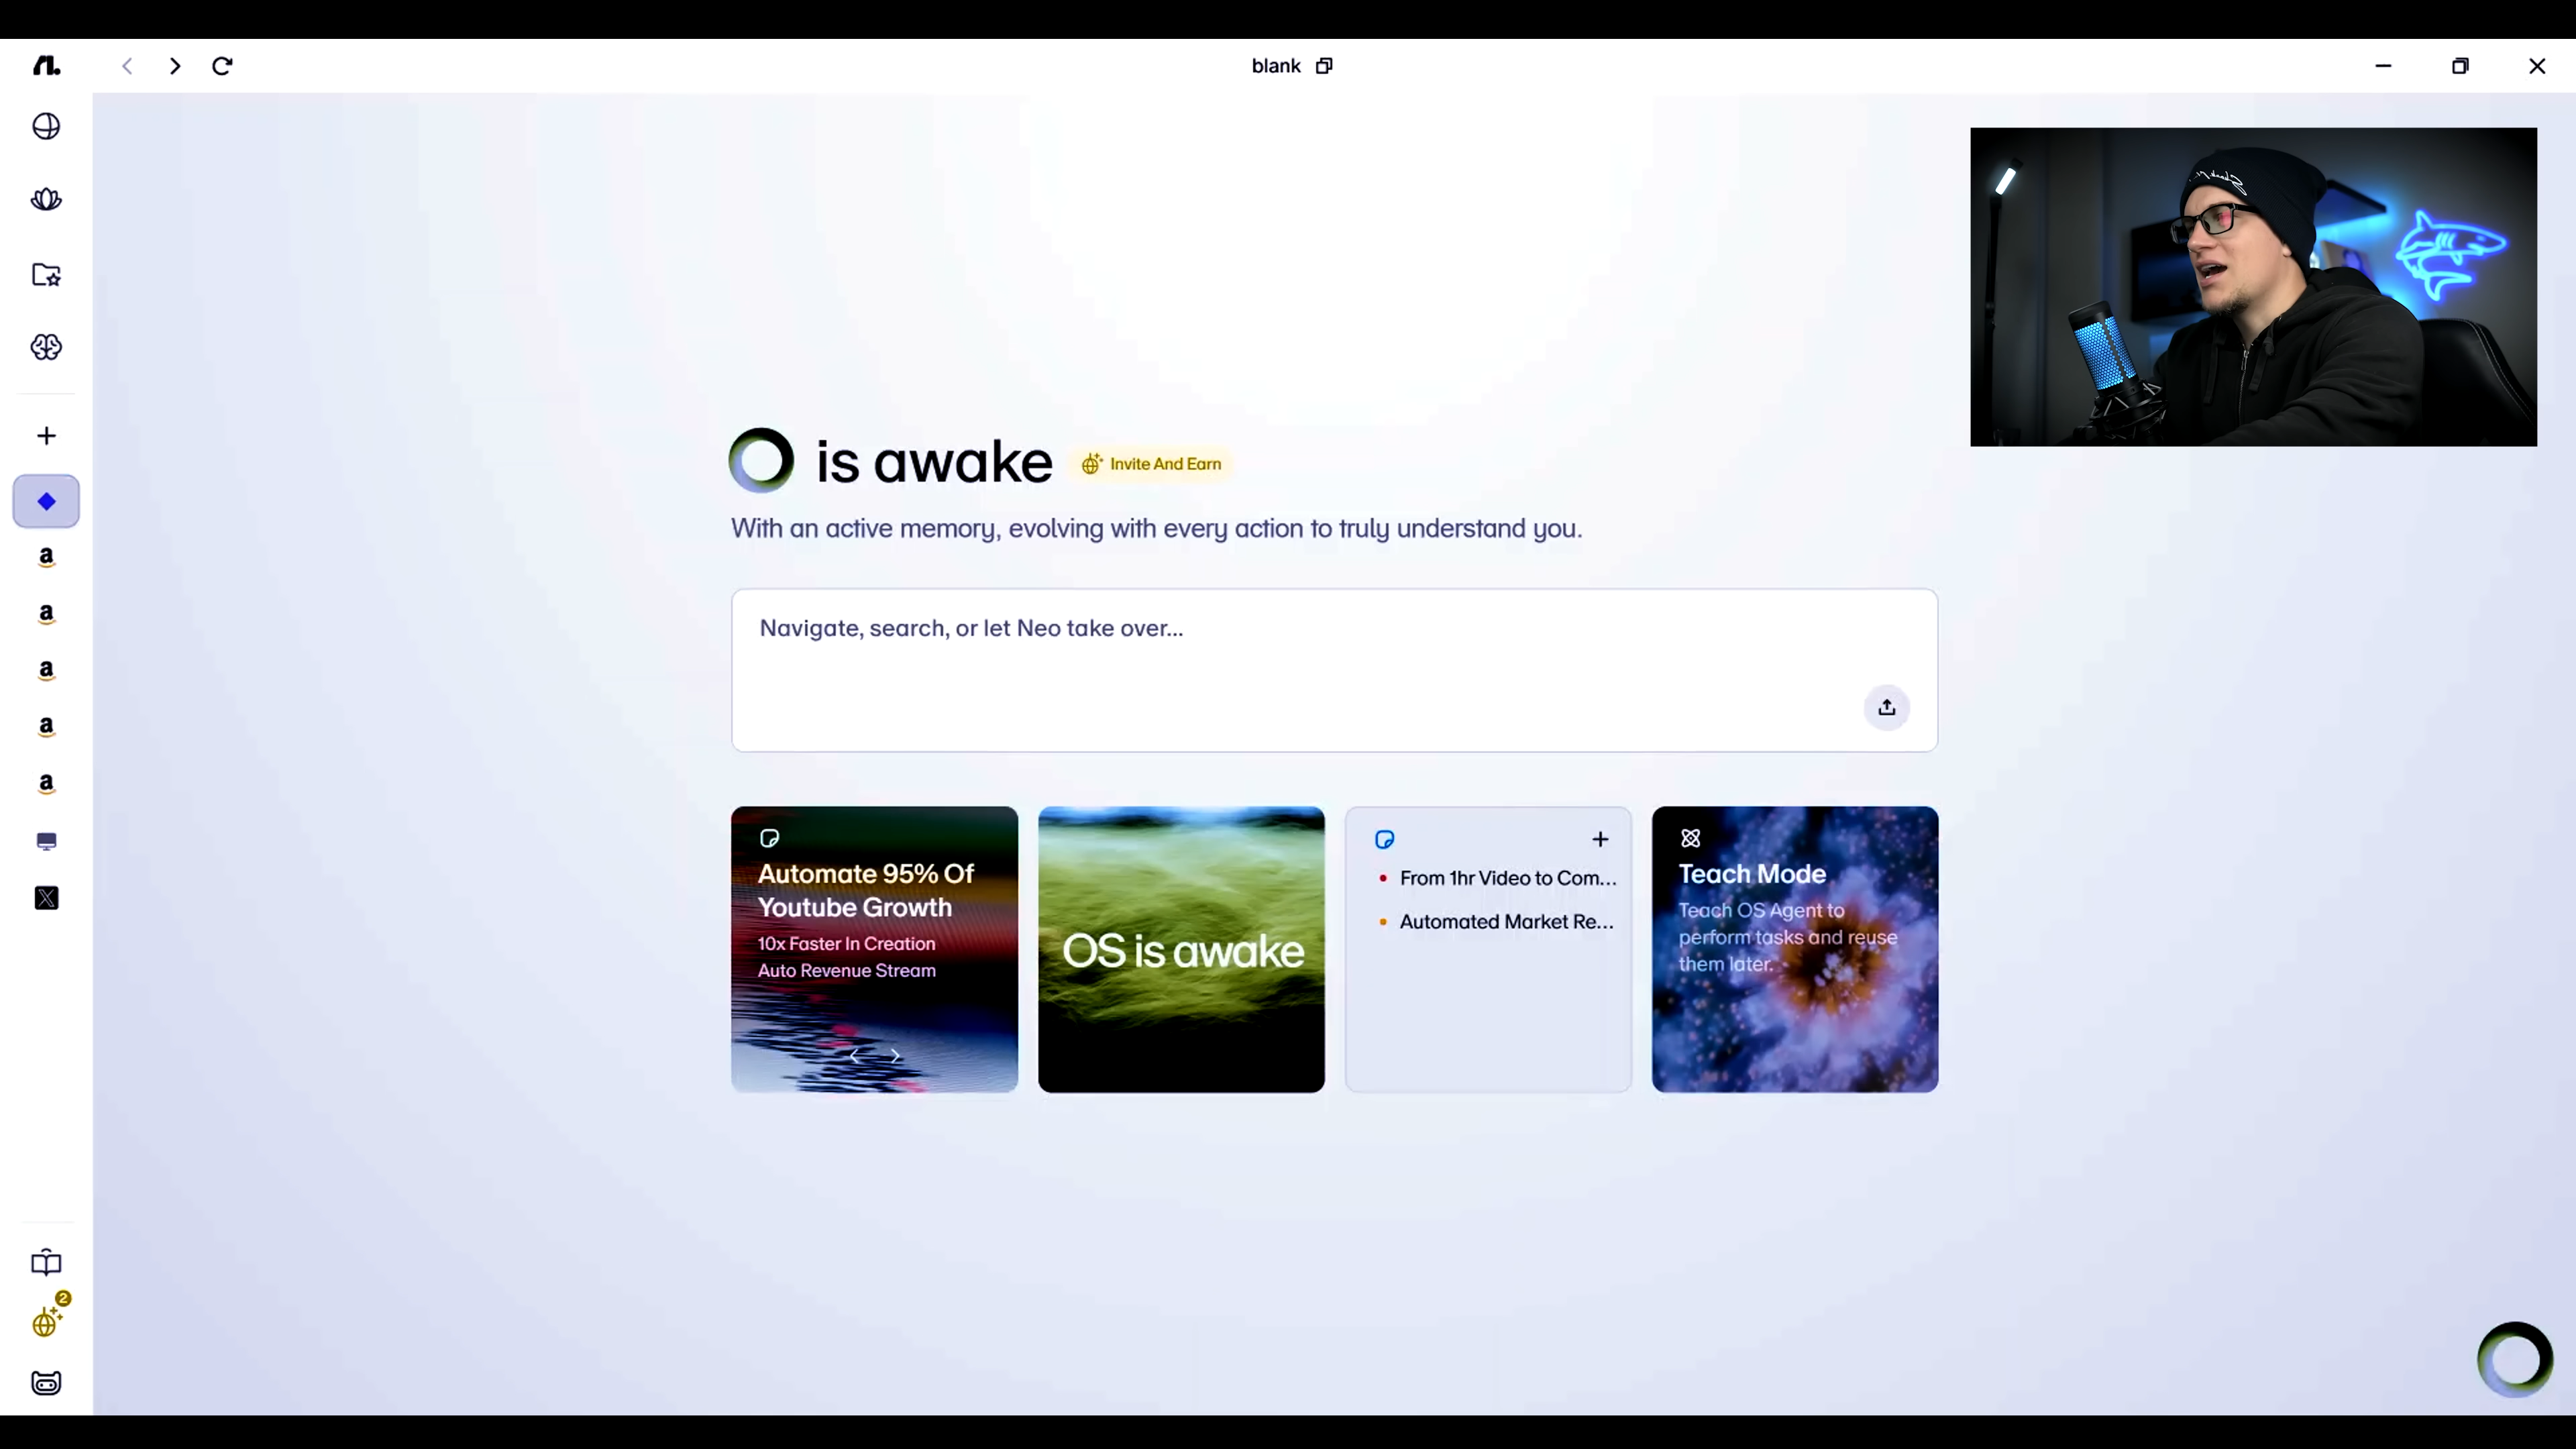 blank
is awake
Invite And Earn
With an active memory, evolving with every action to truly understand you.
Navigate, search, or let Neo take over...
Automate 95% Of
Youtube Growth
10x Faster In Creation
Auto Revenue Stream
OS is awake
From 1hr Video to Com...
Automated Market Re...
Teach Mode
Teach OS Agent to
perform tasks and reuse
them later.
a
a
a
a
a
X
2